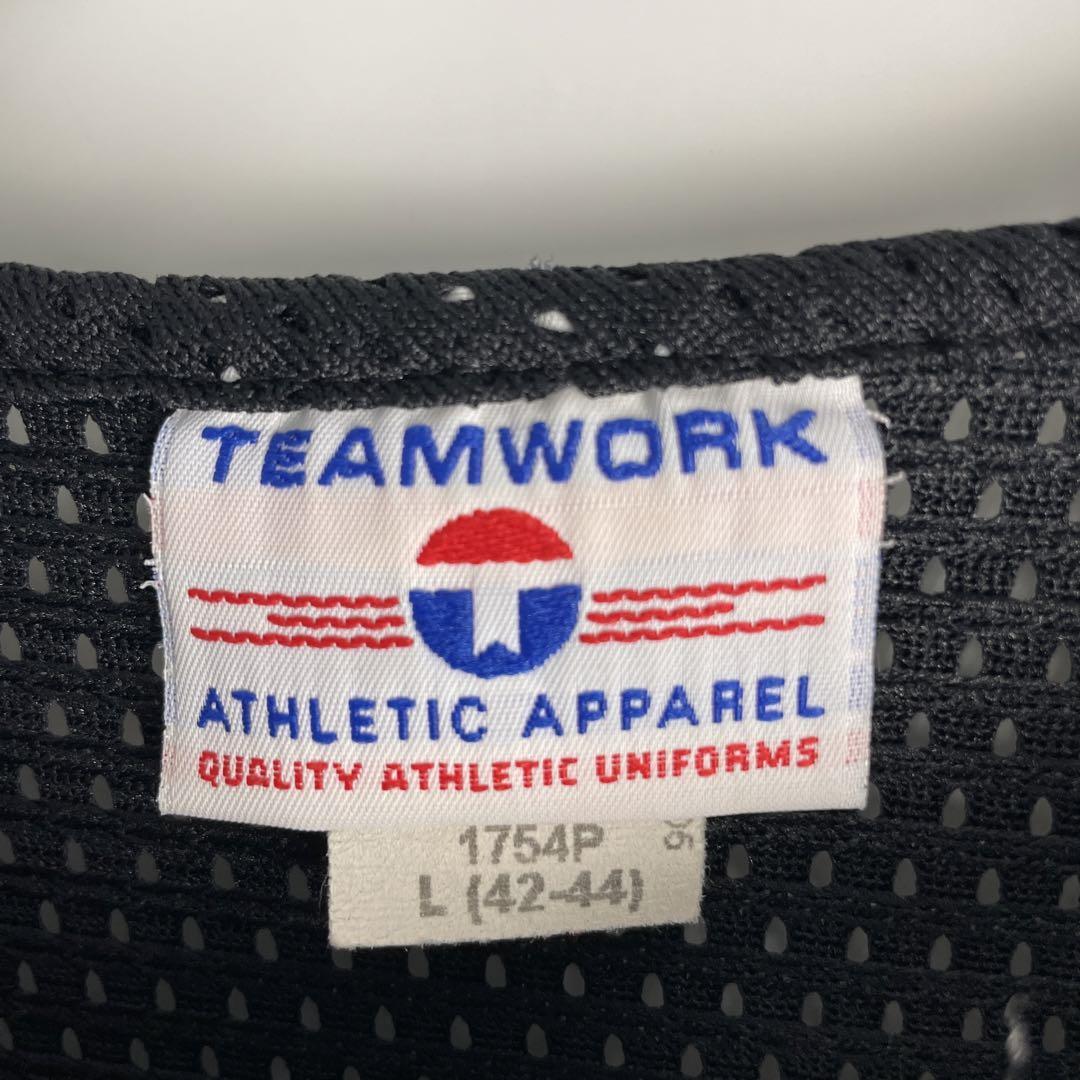 TEAMWORK
T
ATHLETIC APPAREL
QUALITY ATHLETIC UNIFORMS
1754P
L (42-44)